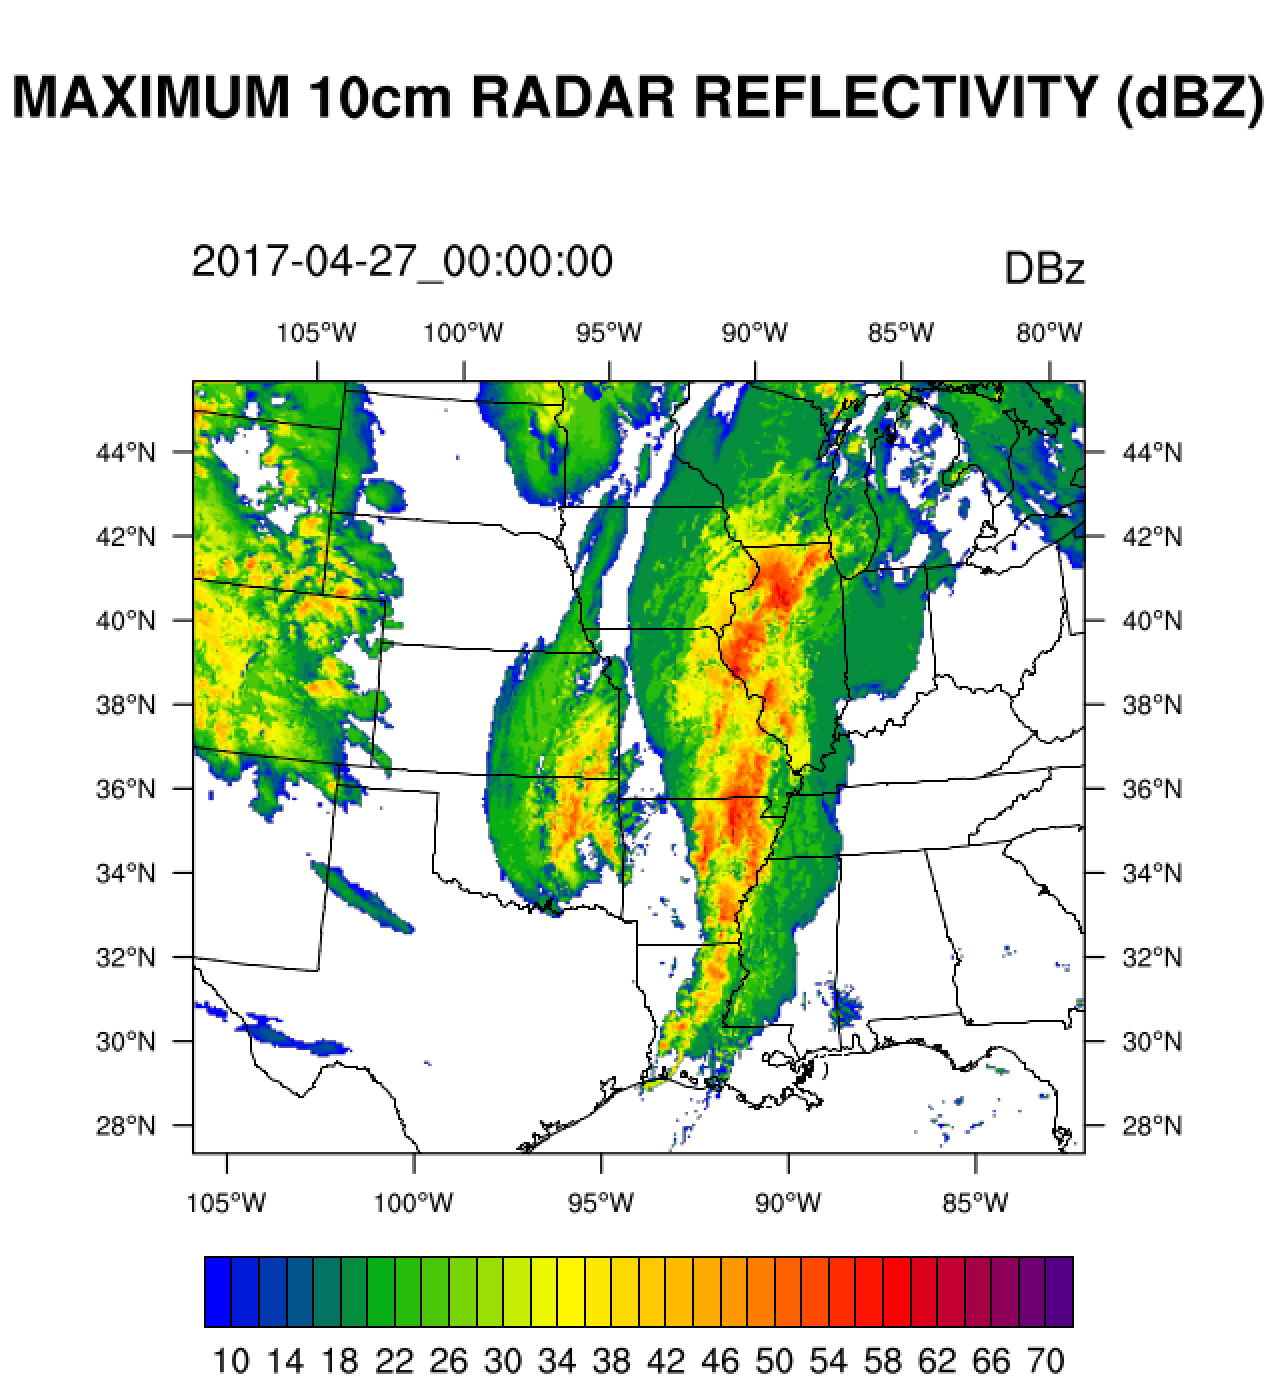 MAXIMUM 10cm RADAR REFLECTIVITY (dBZ)
2017-04-27_00:00:00 DBz
105°W 100°W 95°W 90°W 85°W 80°W
44°N 44°N
42°N 42°N
40°N 40°N
38°N 38°N
36°N 36°N
34°N 34°N
32°N 32°N
30°N 30°N
28°N 28°N
105°W 100°W 95°W 90°W 85°W
10 14 18 22 26 30 34 38 42 46 50 54 58 62 66 70